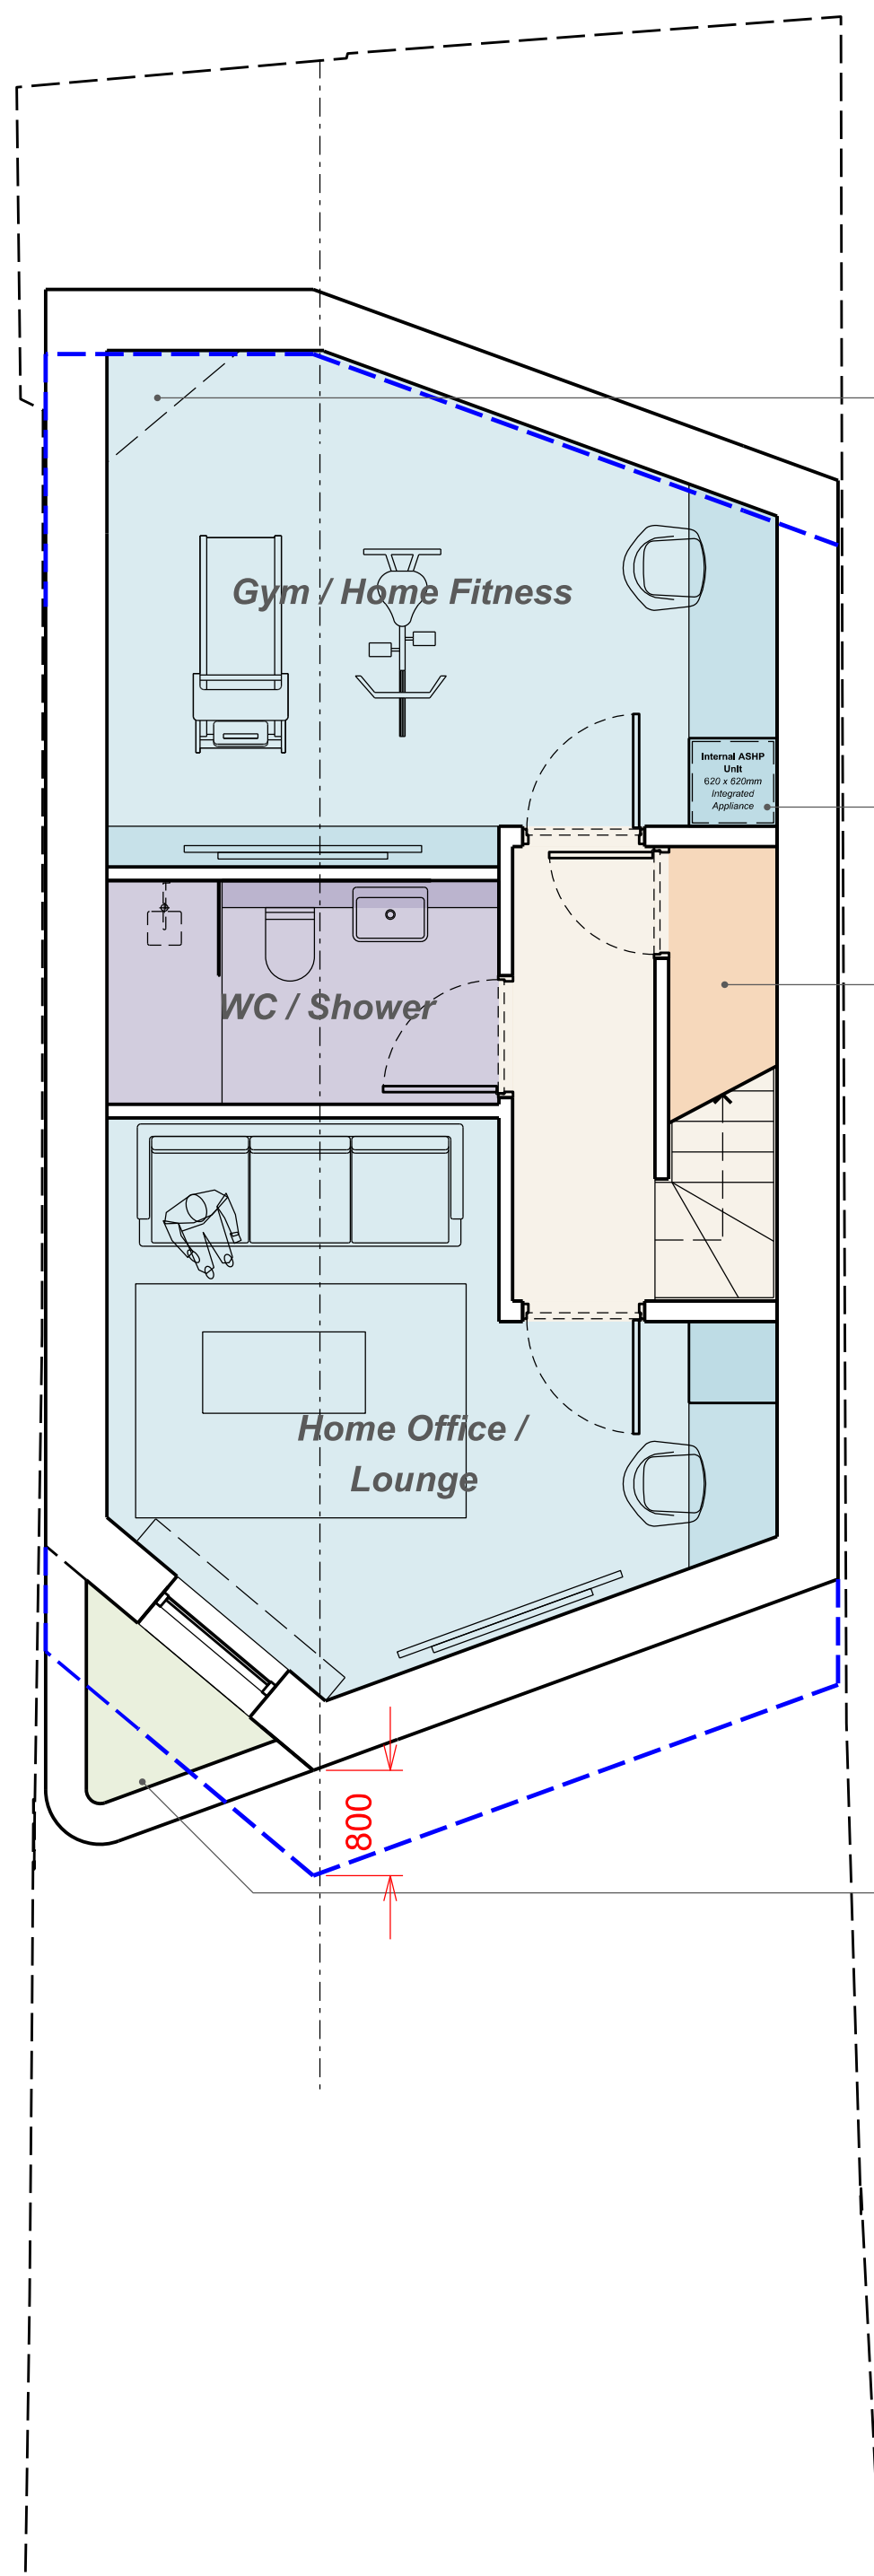 Gym / Home Fitness
Internal ASHP
Unit
620 x 620mm
Integrated
Appliance
WC / Shower
Home Office /
Lounge
800